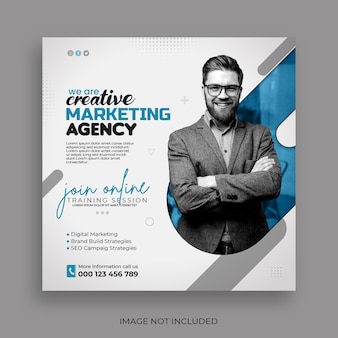 we are
creative
MARKETING
AGENCY
join online
TRAINING SESSION
• Digital Marketing
• Brand Build Strategies
• SEO Campaig Strategies
000 123 456 789
IMAGE NOT INCLUDED